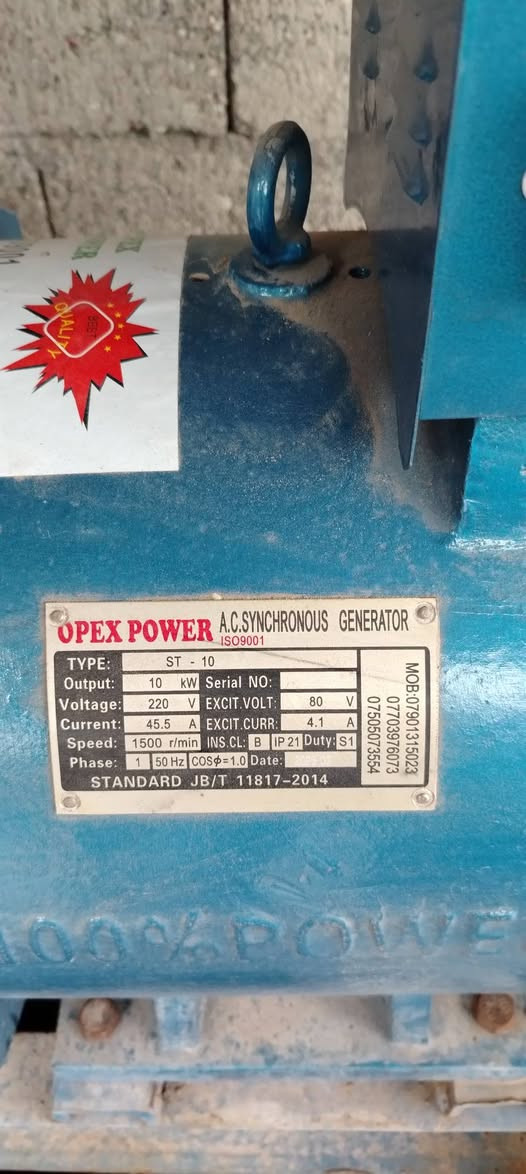 BEST
QUALITY
OPEX POWER A.C.SYNCHRONOUS GENERATOR
ISO9001
TYPE: ST - 10
Output: 10 kW Serial NO:
Voltage: 220 V EXCIT.VOLT: 80 V
Current: 45.5 A EXCIT.CURR: 4.1 A
Speed: 1500 r/min INS.CL: B IP 21 Duty: S1
Phase: 1 50 Hz COSΦ=1.0 Date:
STANDARD JB/T 11817-2014
MOB:07901315023
07703976073
07505073554
100% POWE